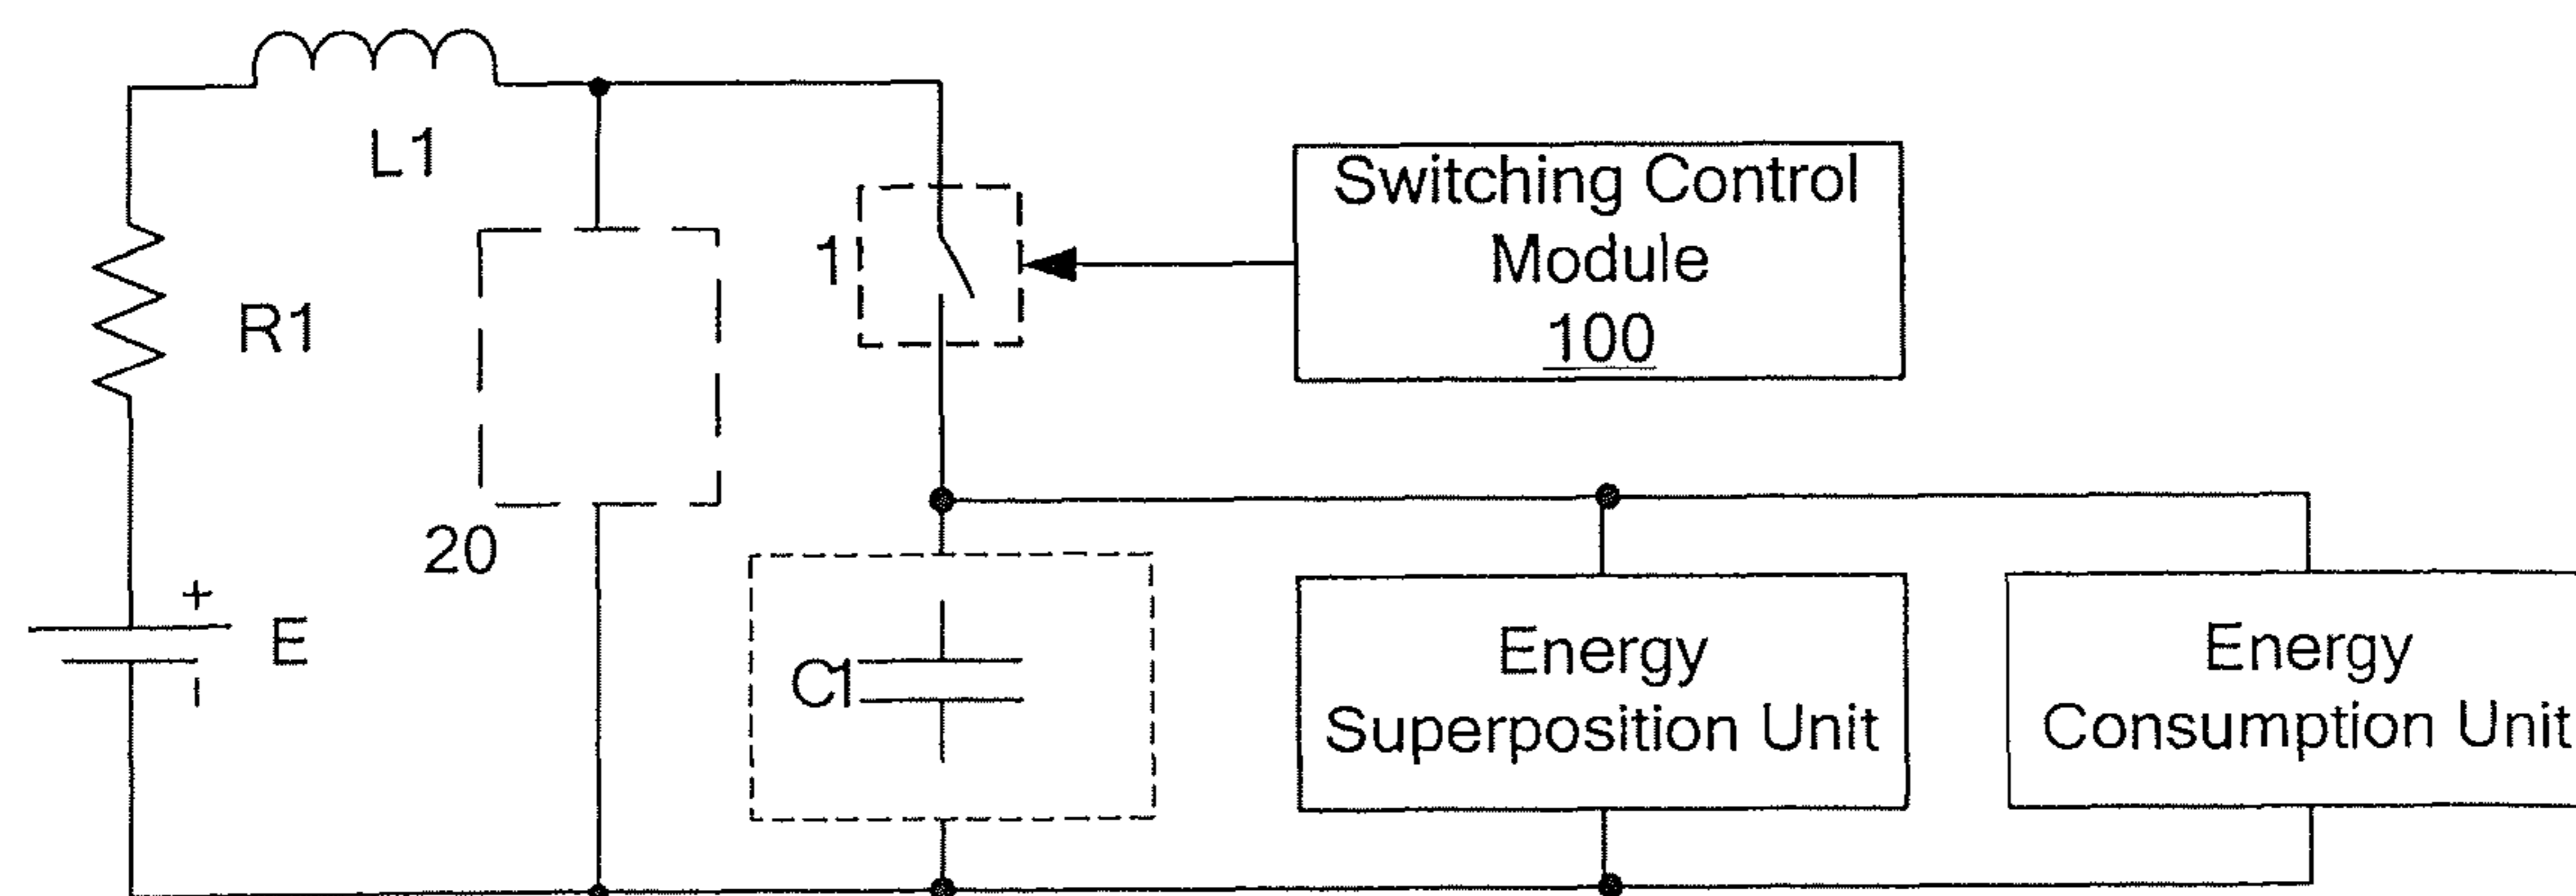 L1
Switching Control
Module
100
1
R1
20
+
E
-
C1
Energy
Superposition Unit
Energy
Consumption Unit